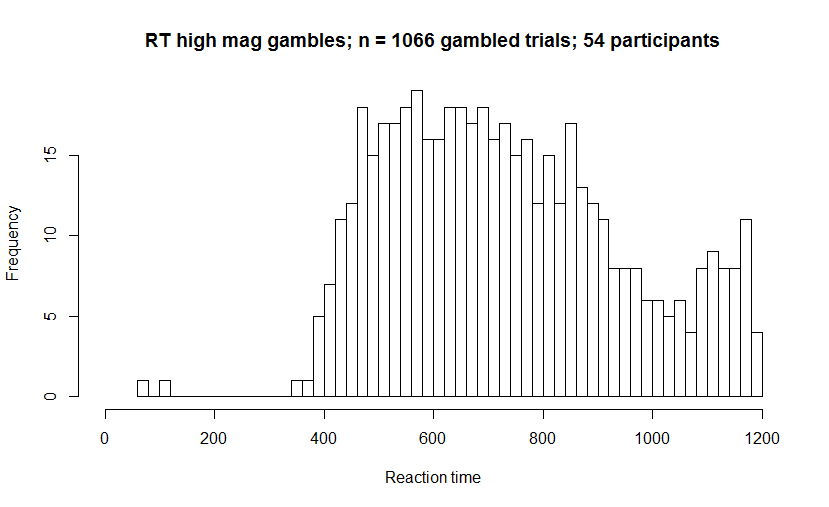 RT high mag gambles; n = 1066 gambled trials; 54 participants
15
10
5
0
Frequency
0 200 400 600 800 1000 1200
Reaction time